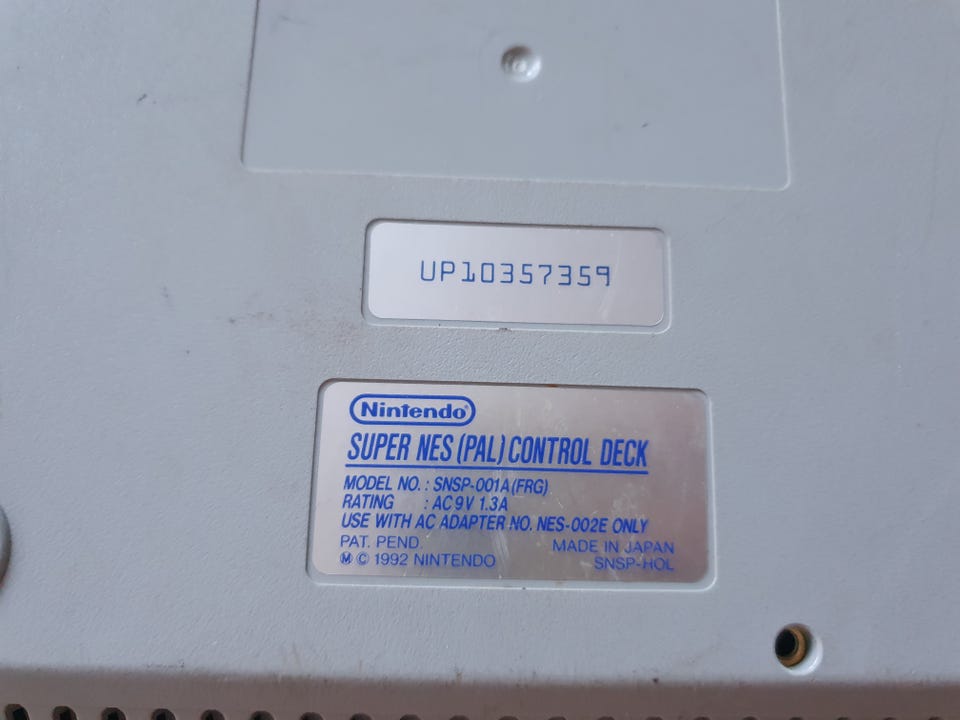 UP10357359
Nintendo®
SUPER NES (PAL) CONTROL DECK
MODEL NO. : SNSP-001A (FRG)
RATING : AC 9V 1.3A
USE WITH AC ADAPTER NO. NES-002E ONLY
PAT. PEND. MADE IN JAPAN
Ⓜ © 1992 NINTENDO SNSP-HOL